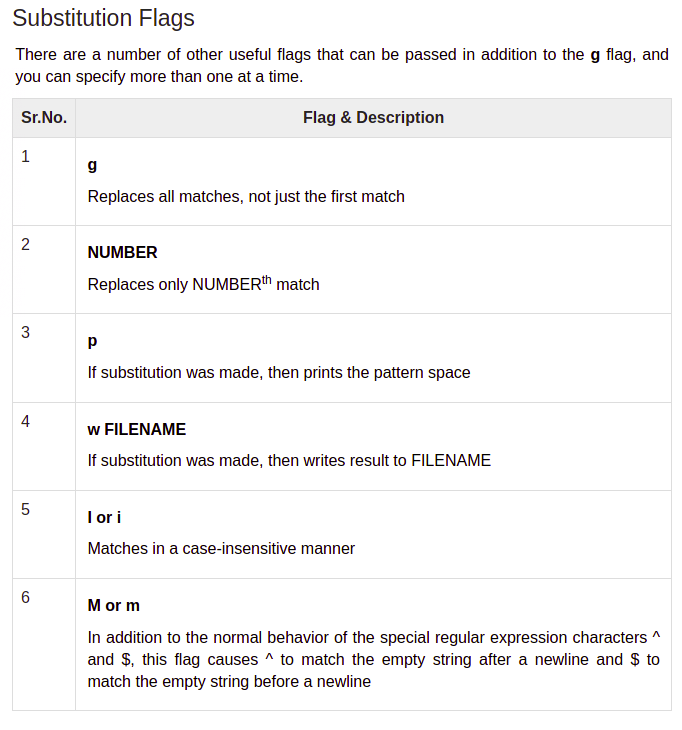 Substitution Flags
There are a number of other useful flags that can be passed in addition to the g flag, and
you can specify more than one at a time.
Sr.No. Flag & Description
1
g
Replaces all matches, not just the first match
2
NUMBER
Replaces only NUMBERth match
3
p
If substitution was made, then prints the pattern space
4
w FILENAME
If substitution was made, then writes result to FILENAME
5
I or i
Matches in a case-insensitive manner
6
M or m
In addition to the normal behavior of the special regular expression characters ^
and $, this flag causes ^ to match the empty string after a newline and $ to
match the empty string before a newline